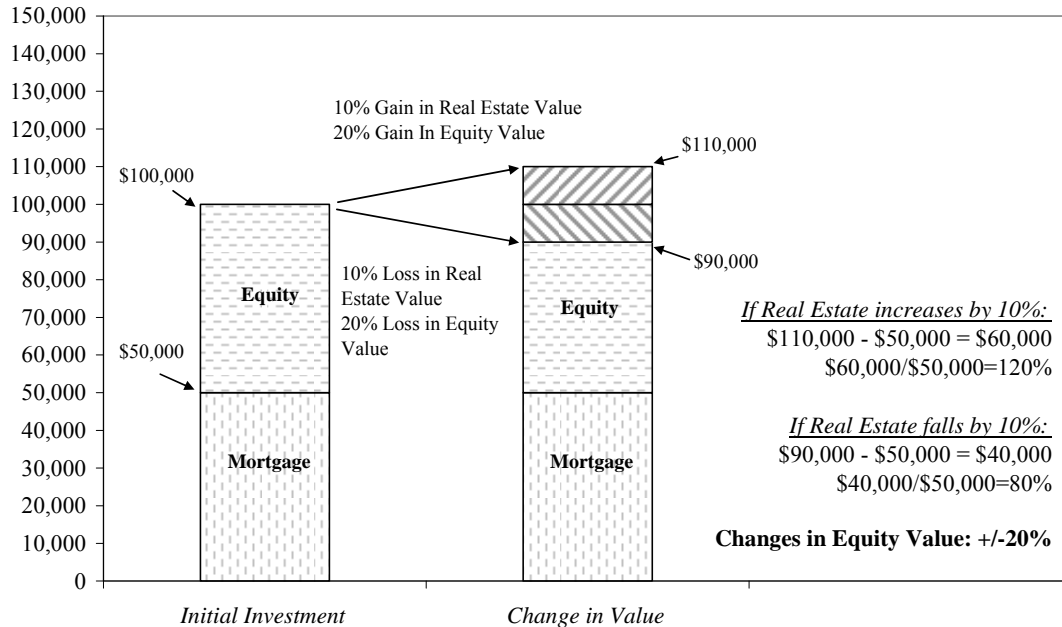 150,000
140,000
130,000
120,000
110,000
100,000
90,000
80,000
70,000
60,000
50,000
40,000
30,000
20,000
10,000
0
$100,000
$50,000
Equity
Mortgage
10% Gain in Real Estate Value
20% Gain In Equity Value
10% Loss in Real
Estate Value
20% Loss in Equity
Value
$110,000
$90,000
Equity
Mortgage
If Real Estate increases by 10%:
$110,000 - $50,000 = $60,000
$60,000/$50,000=120%
If Real Estate falls by 10%:
$90,000 - $50,000 = $40,000
$40,000/$50,000=80%
Changes in Equity Value: +/-20%
Initial Investment
Change in Value